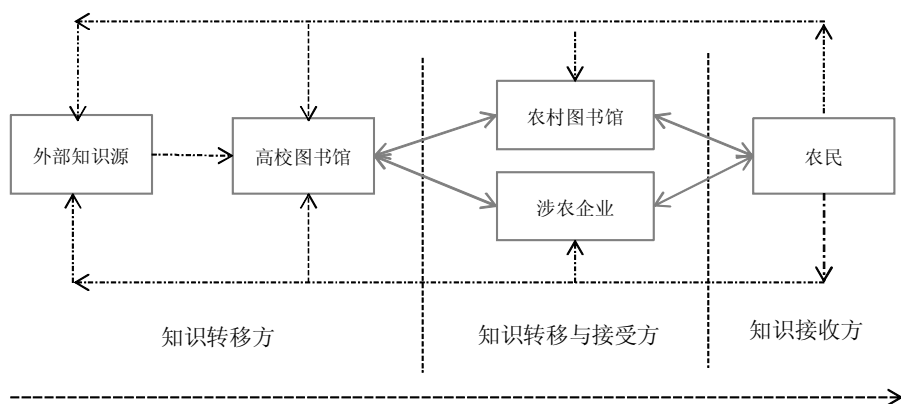 外部知识源
高校图书馆
农村图书馆
涉农企业
农民
知识转移方
知识转移与接受方
知识接收方